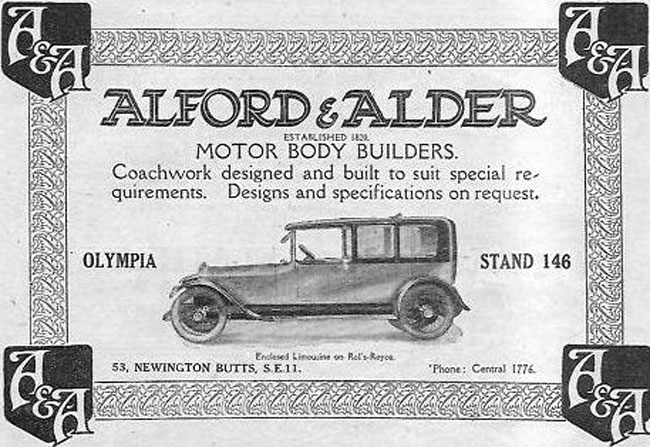 A&A
A&A
ALFORD & ALDER
ESTABLISHED 1820.
MOTOR BODY BUILDERS.
Coachwork designed and built to suit special re-
quirements. Designs and specifications on request.
OLYMPIA
STAND 146
Enclosed Limousine on Rolls-Royce.
53, NEWINGTON BUTTS, S.E.11.
'Phone: Central 1776.
A&A
A&A